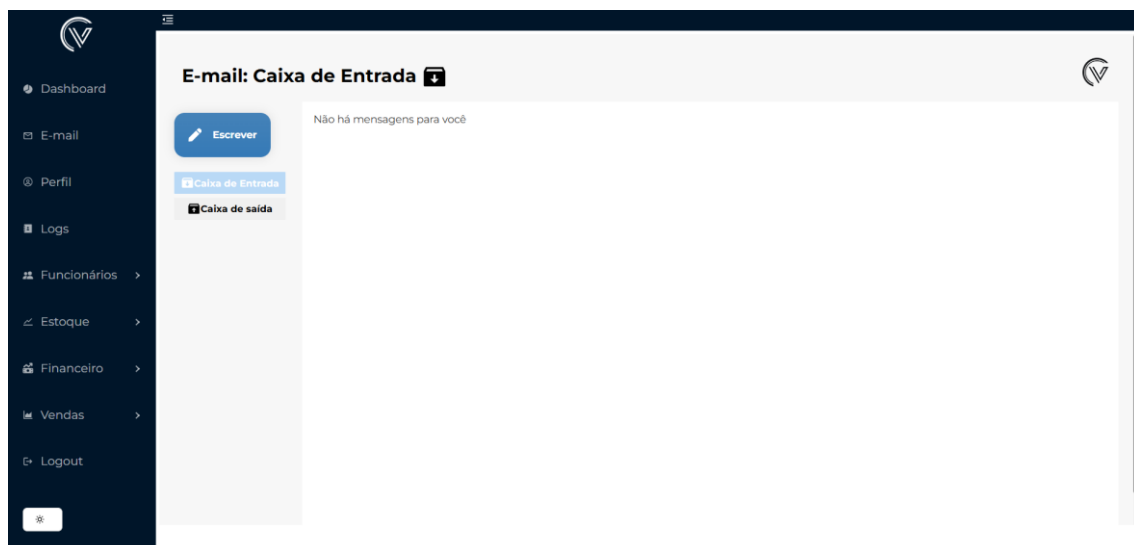 Dashboard
E-mail
Perfil
Logs
Funcionários
Estoque
Financeiro
Vendas
Logout
E-mail: Caixa de Entrada
Escrever
Caixa de Entrada
Caixa de saída
Não há mensagens para você